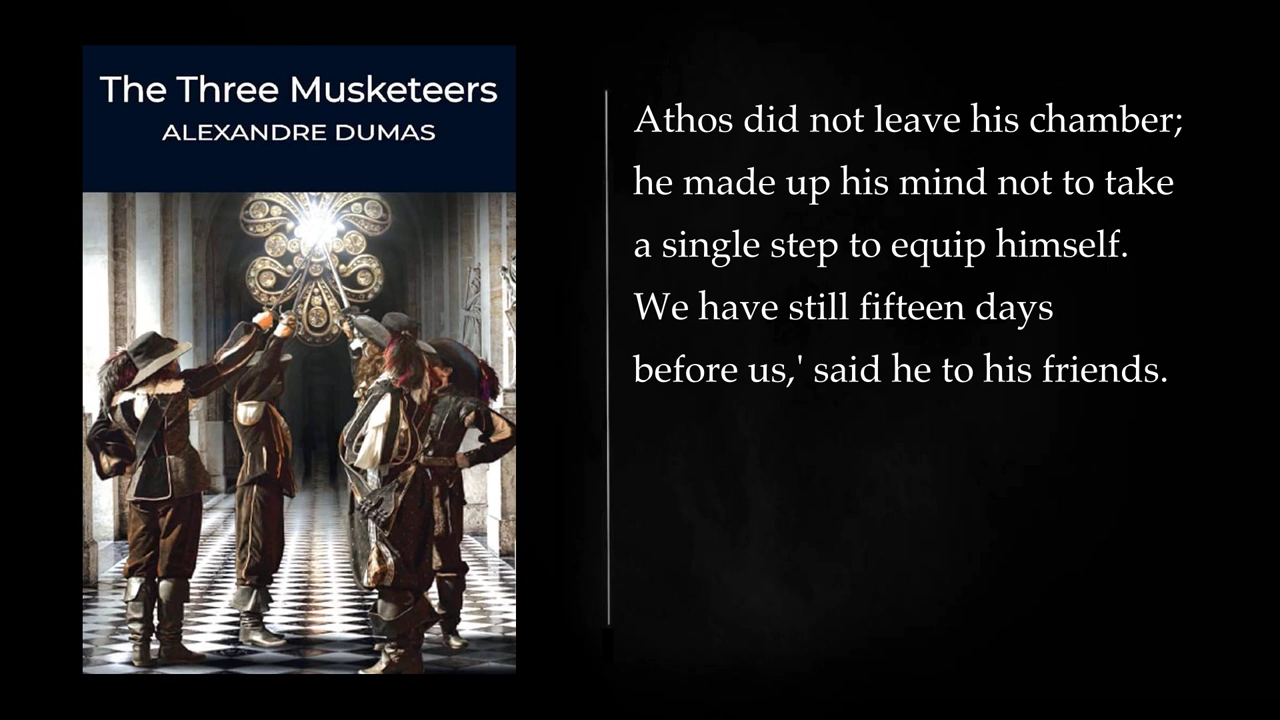 The Three Musketeers
ALEXANDRE DUMAS
Athos did not leave his chamber;
he made up his mind not to take
a single step to equip himself.
We have still fifteen days
before us,' said he to his friends.